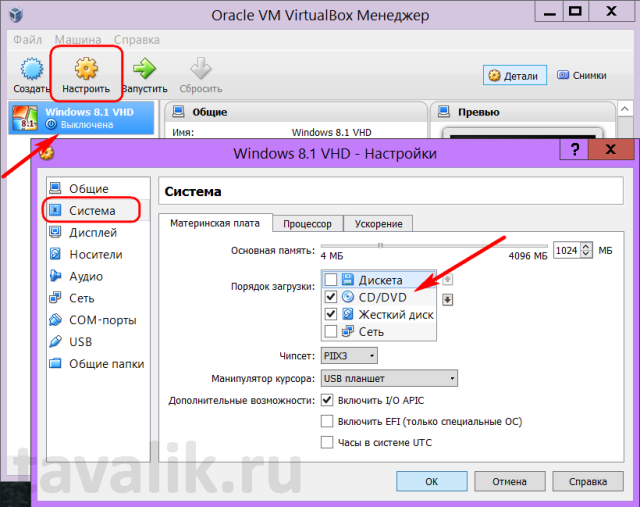 Oracle VM VirtualBox Менеджер
Файл Машина Справка
Создать Настроить Запустить Сбросить
Детали Снимки
Windows 8.1 VHD
Выключена
8.1
Общие
Имя: Windows 8.1 VHD
Превью
Windows 8.1 VHD - Настройки
? X
Общие
Система
Дисплей
Носители
Аудио
Сеть
COM-порты
USB
Общие папки
Система
Материнская плата Процессор Ускорение
Основная память: 1024 МБ
4 МБ 4096 МБ
Порядок загрузки:
Дискета
CD/DVD
Жесткий диск
Сеть
Чипсет: PIIX3
Манипулятор курсора: USB планшет
Дополнительные возможности: Включить I/O APIC
Включить EFI (только специальные ОС)
Часы в системе UTC
OK Отмена Справка
tavalik.ru